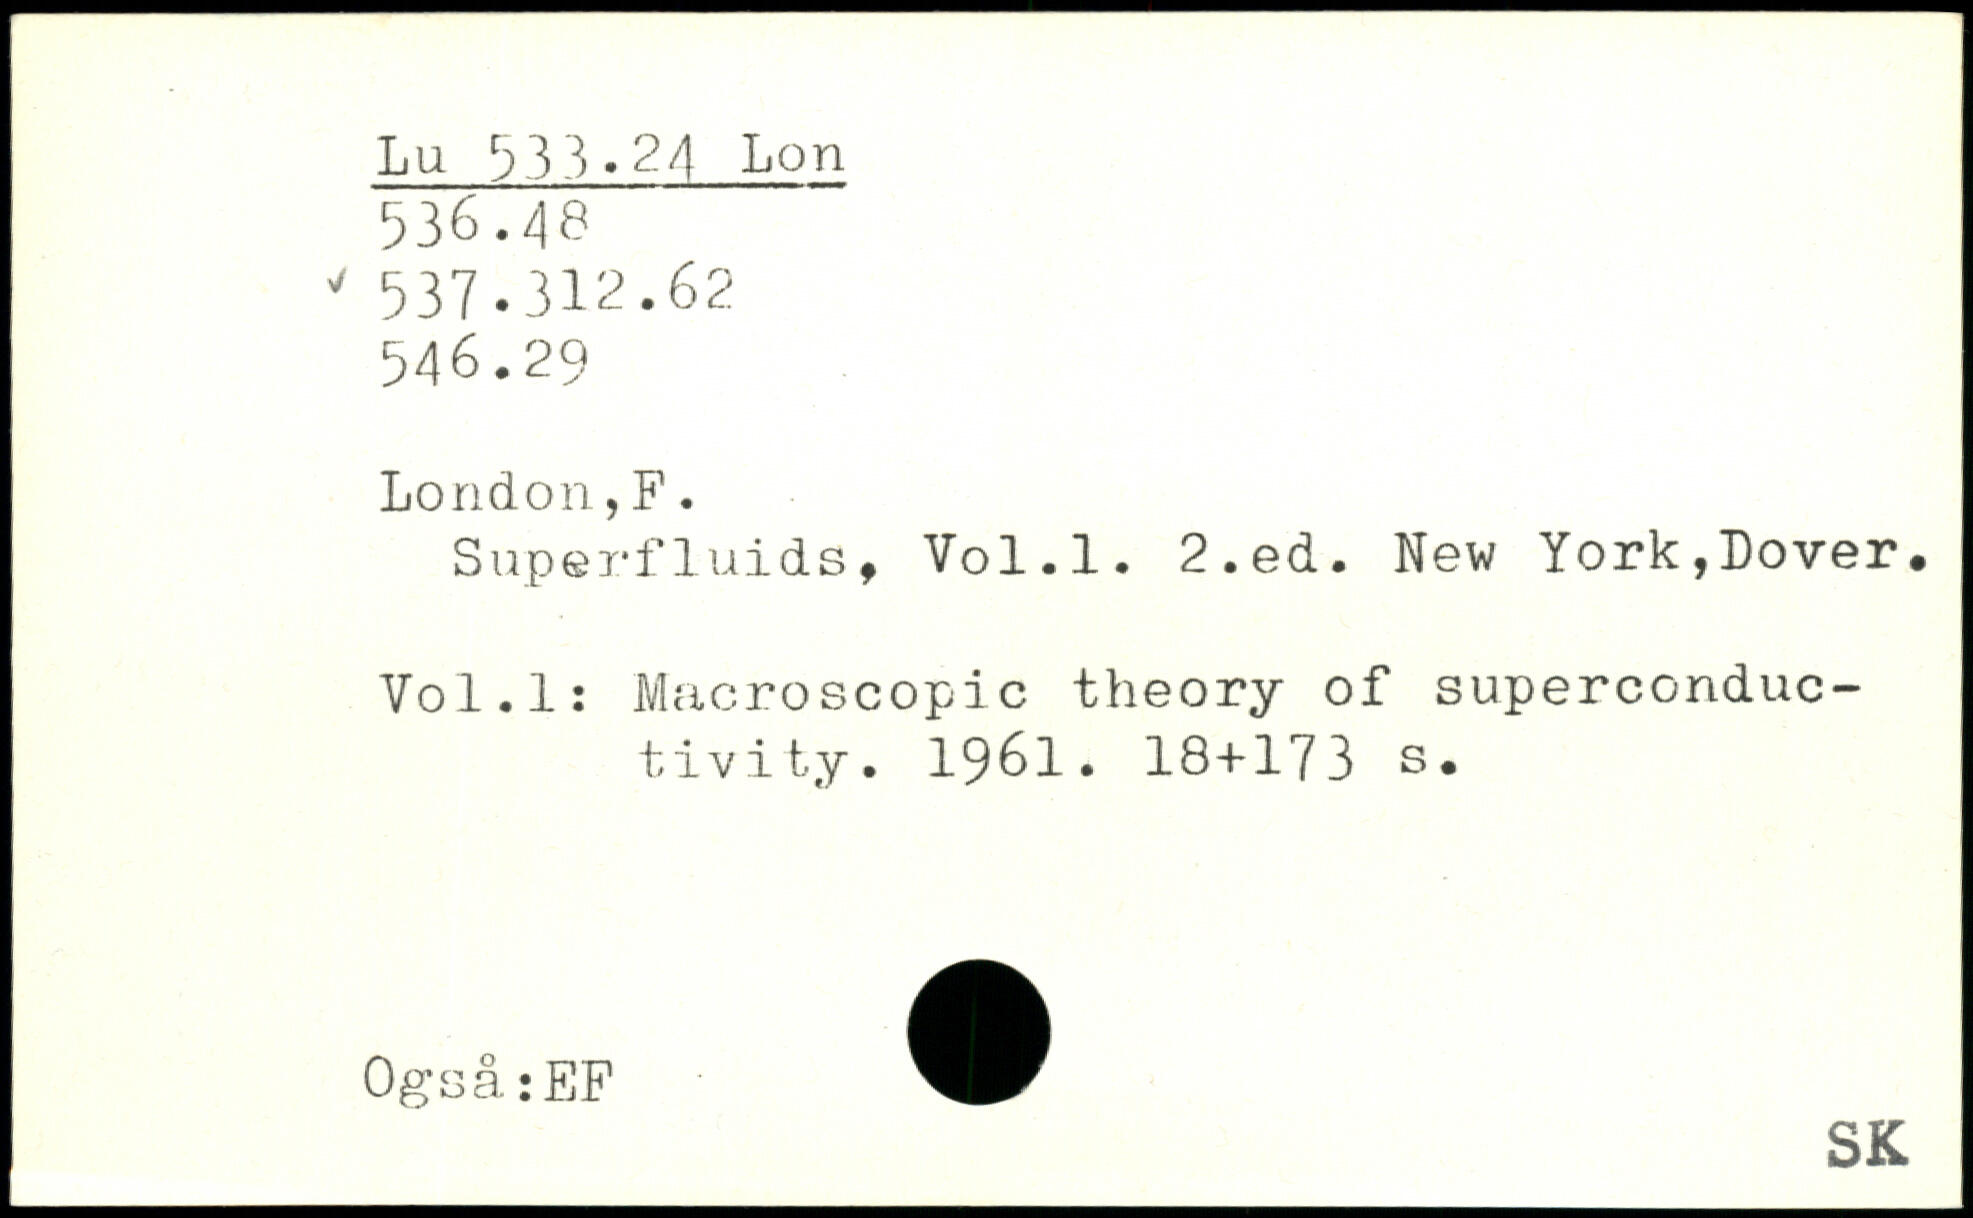 Lu 533.24 Lon
536.48
✓ 537.312.62
546.29
London,F.
Superfluids, Vol.1. 2.ed. New York,Dover.
Vol.1: Macroscopic theory of superconduc-
tivity. 1961. 18+173 s.
Også:EF
SK